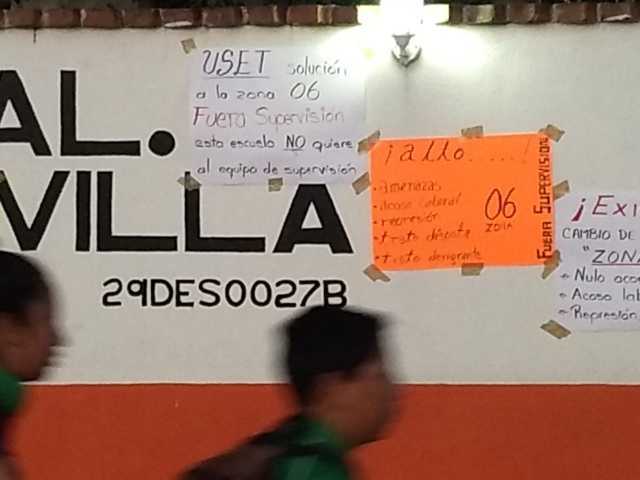 AL.
VILLA
29DES0027B
USET solución
a la zona 06
Fuera Supervisión
esta escuela NO quiere
al equipo de supervisión
¡allo....!
- Amenazas
- Acoso laboral
- represión
- trato déspota
- trato denigrante
06
ZONA
FUERA SUPERVISIÓN
¡EXI
CAMBIO DE
"ZONA
- Nulo aco
- Acoso lab
- Represión